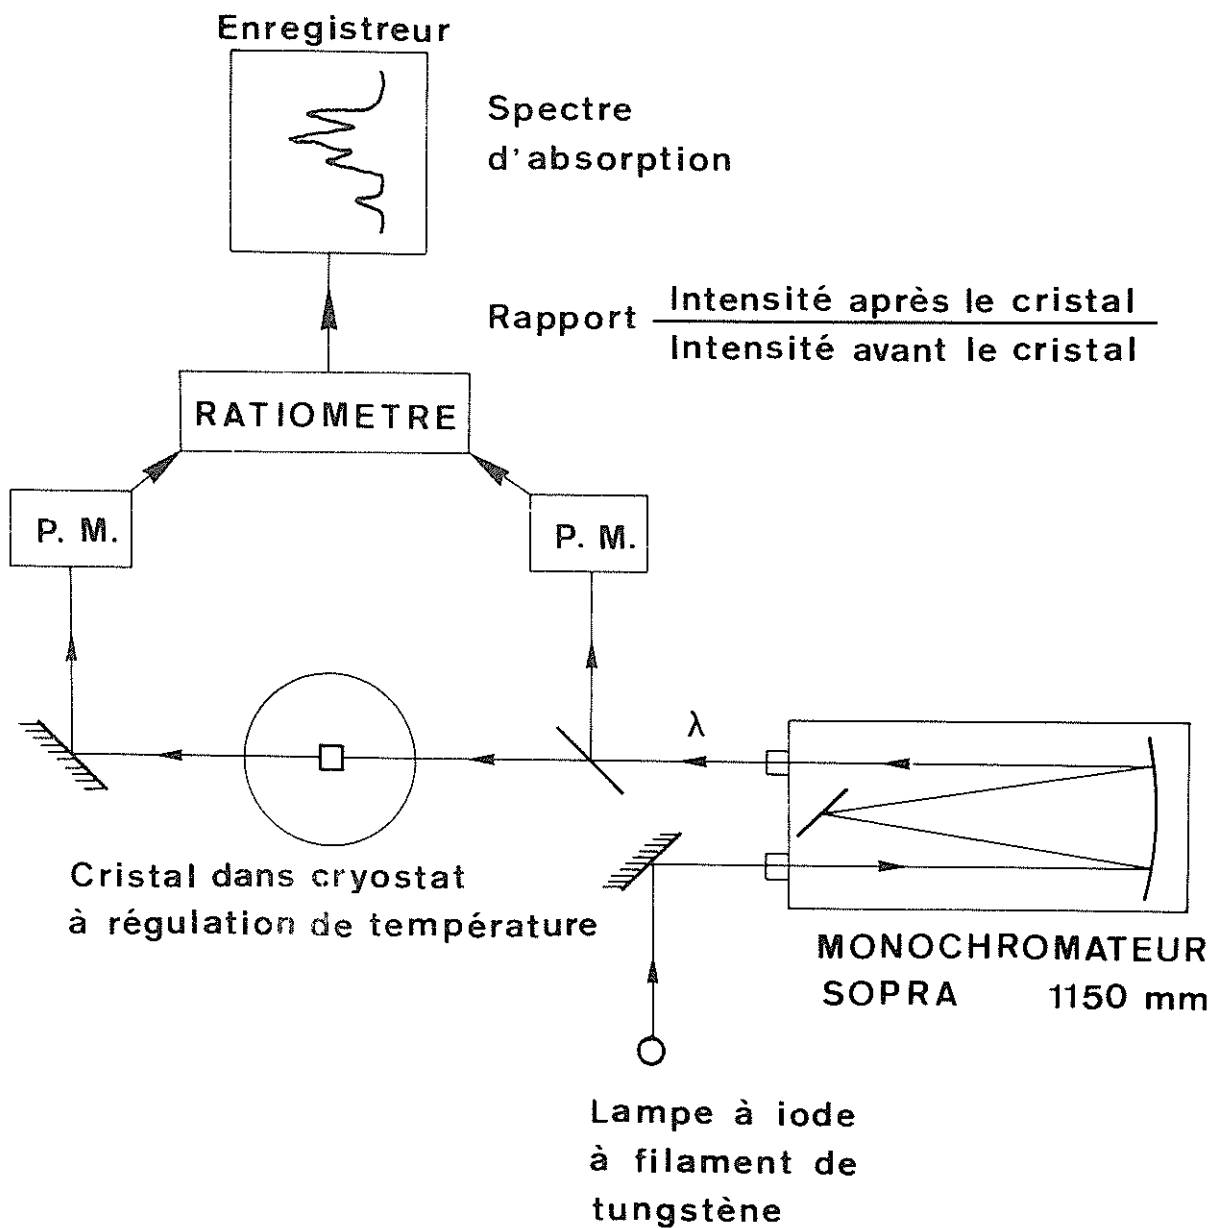 Enregistreur
Spectre
d'absorption
Rapport Intensité après le cristal
Intensité avant le cristal
RATIOMETRE
P. M.
P. M.
λ
Cristal dans cryostat
à régulation de température
MONOCHROMATEUR
SOPRA 1150 mm
Lampe à iode
à filament de
tungstène